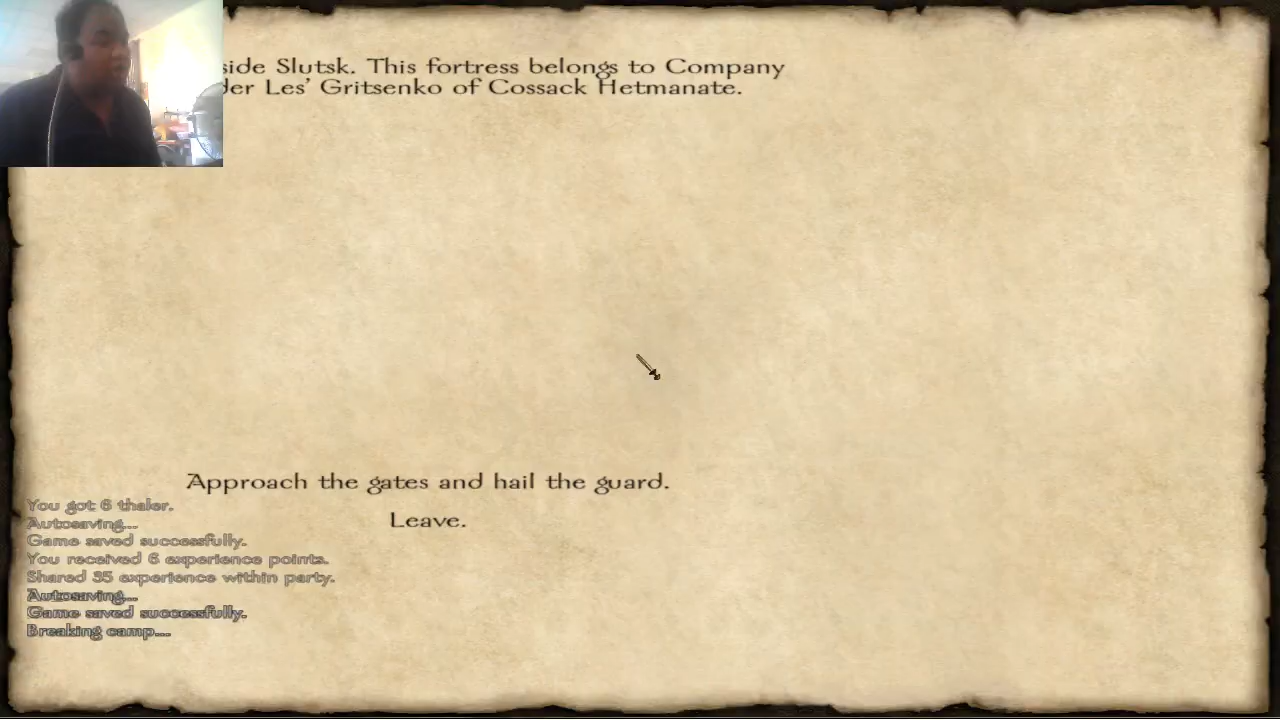 side Slutsk. This fortress belongs to Company
der Les' Gritsenko of Cossack Hetmanate.
Approach the gates and hail the guard.
Leave.
You got 6 thaler.
Autosaving...
Game saved successfully.
You received 6 experience points.
Shared 35 experience within party.
Autosaving...
Game saved successfully.
Breaking camp...